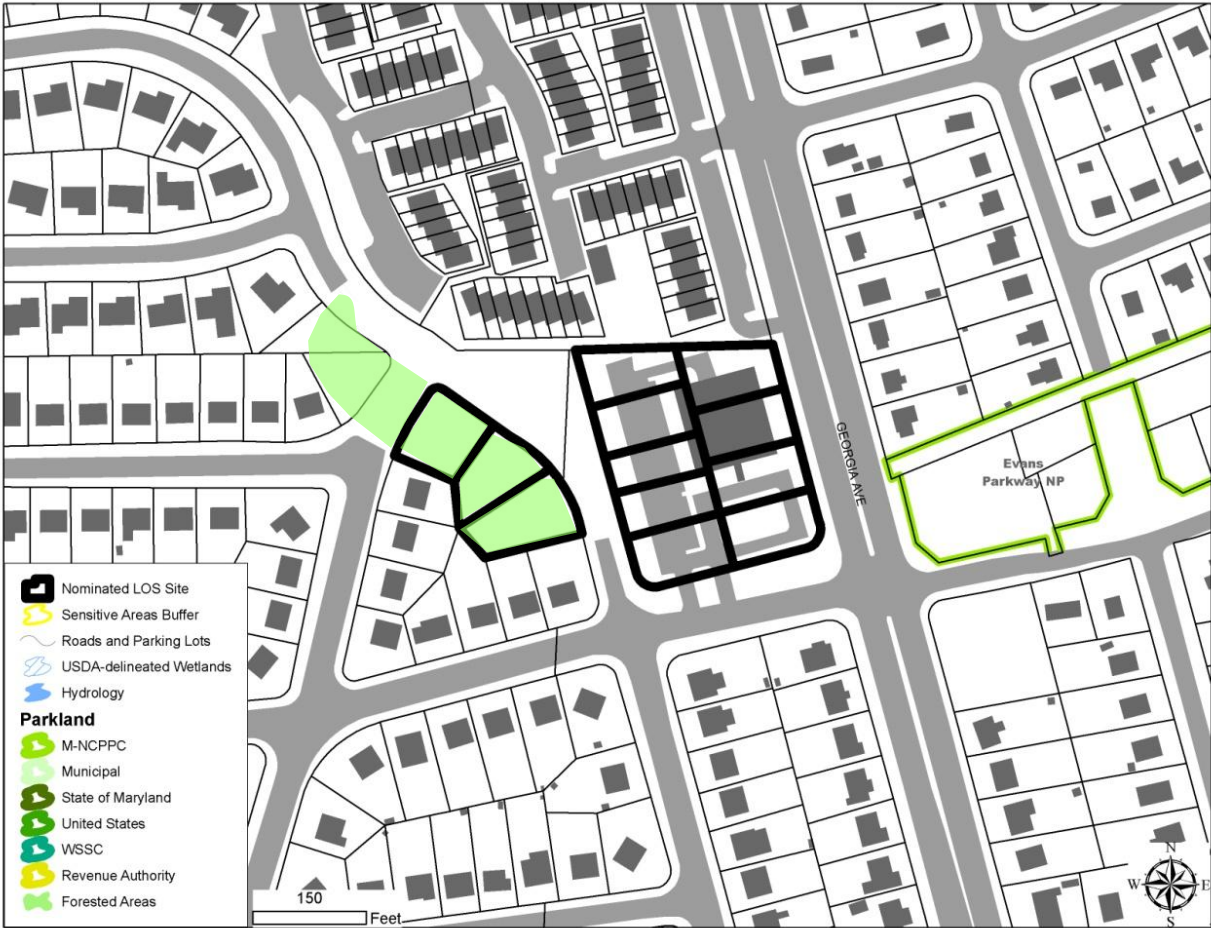 GEORGIA AVE
Evans
Parkway NP
Nominated LOS Site
Sensitive Areas Buffer
Roads and Parking Lots
USDA-delineated Wetlands
Hydrology
Parkland
M-NCPPC
Municipal
State of Maryland
United States
WSSC
Revenue Authority
Forested Areas
150
Feet
N
W E
S